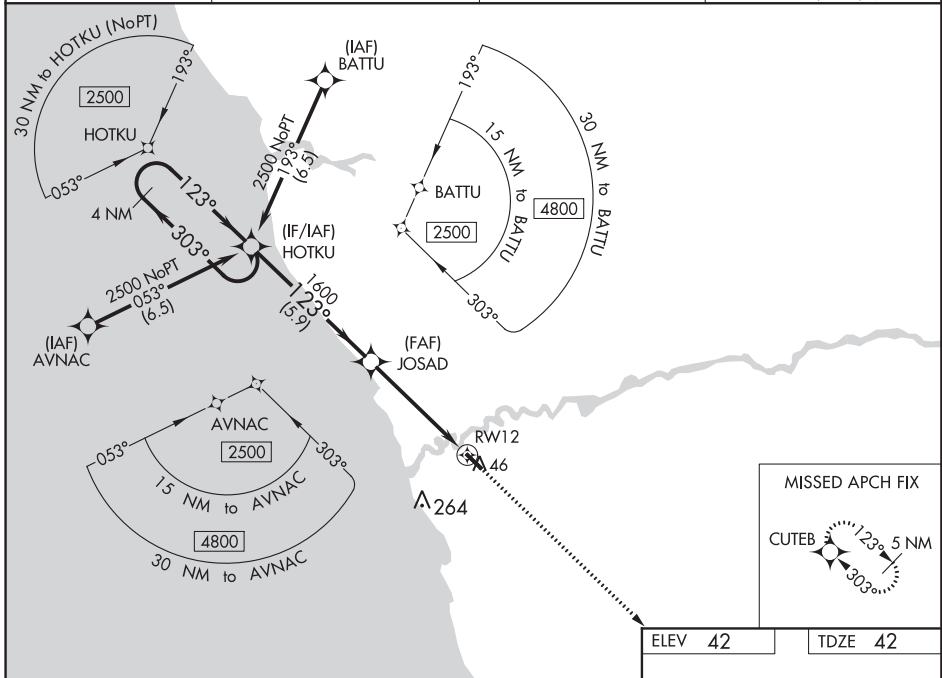 30 NM to HOTKU (NoPT)
2500
193°
HOTKU
053°
(IAF)
BATTU
2500 NoPT
193°
(6.5)
193°
15 NM to BATTU
30 NM to BATTU
BATTU
2500
4800
303°
4 NM
123°
303°
(IF/IAF)
HOTKU
2500 NoPT
053°
(6.5)
(IAF)
AVNAC
1600
123°
(5.9)
(FAF)
JOSAD
AVNAC
2500
053°
303°
15 NM to AVNAC
4800
30 NM to AVNAC
RW12
46
264
MISSED APCH FIX
CUTEB
123°
5 NM
303°
ELEV 42
TDZE 42